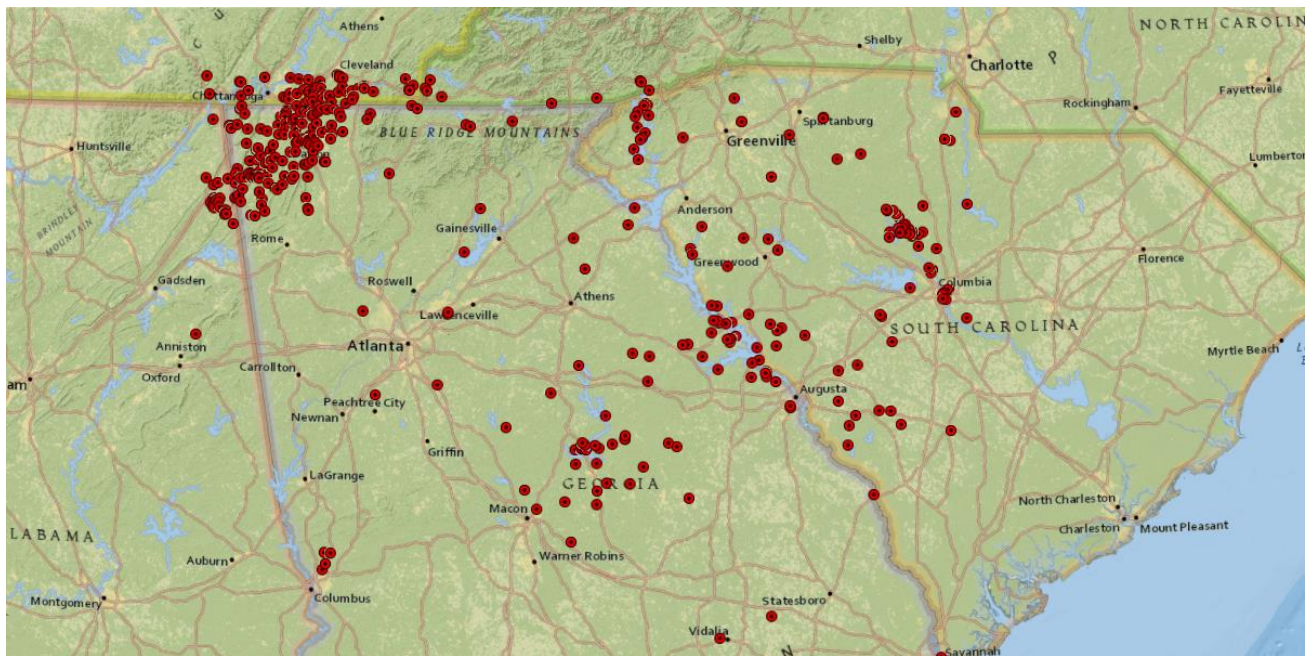 U
NORTH CAROLINA
Athens
Shelby
Charlotte
P
C
U
Cleveland
Chattanooga
Rockingham
Fayetteville
BLUE RIDGE MOUNTAINS
Spartanburg
Greenville
Huntsville
Lumberton
BRINDLEY
MOUNTAIN
Anderson
Gainesville
Rome
Greenwood
Florence
Gadsden
Roswell
Columbia
Athens
Lawrenceville
SOUTH CAROLINA
Anniston
Atlanta
Myrtle Beach
Oxford
Carrollton
am
Augusta
Peachtree City
Newnan
Griffin
LaGrange
GEORGIA
North Charleston
Macon
Charleston
Mount Pleasant
LABAMA
Auburn
Warner Robins
Columbus
Montgomery
Statesboro
Vidalia
N
Savannah